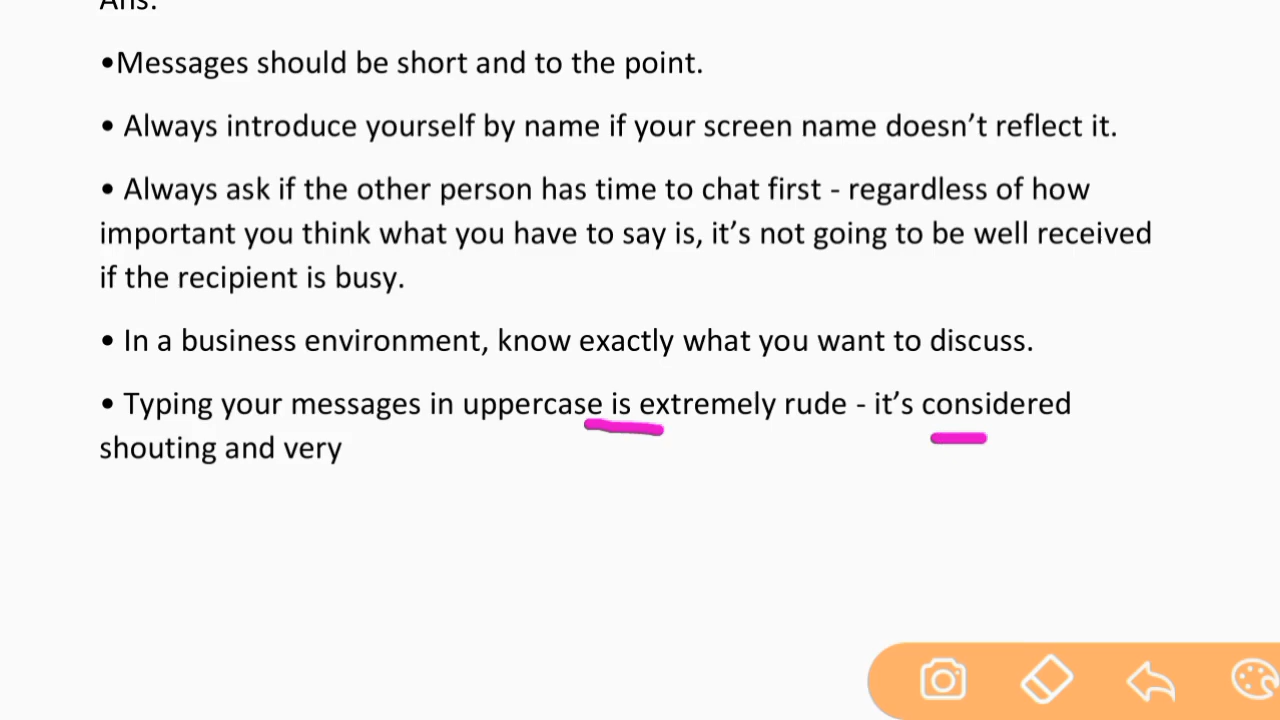 Ans:
•Messages should be short and to the point.
• Always introduce yourself by name if your screen name doesn’t reflect it.
• Always ask if the other person has time to chat first - regardless of how
important you think what you have to say is, it’s not going to be well received
if the recipient is busy.
• In a business environment, know exactly what you want to discuss.
• Typing your messages in uppercase is extremely rude - it’s considered
shouting and very